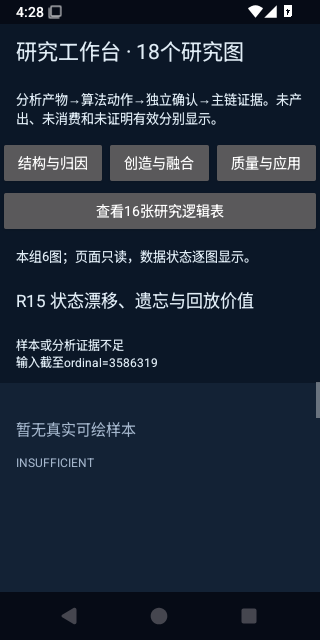 4:28
研究工作台 · 18个研究图
分析产物→算法动作→独立确认→主链证据。未产
出、未消费和未证明有效分别显示。
结构与归因 创造与融合 质量与应用
查看16张研究逻辑表
本组6图；页面只读，数据状态逐图显示。
R15 状态漂移、遗忘与回放价值
样本或分析证据不足
输入截至ordinal=3586319
暂无真实可绘样本
INSUFFICIENT